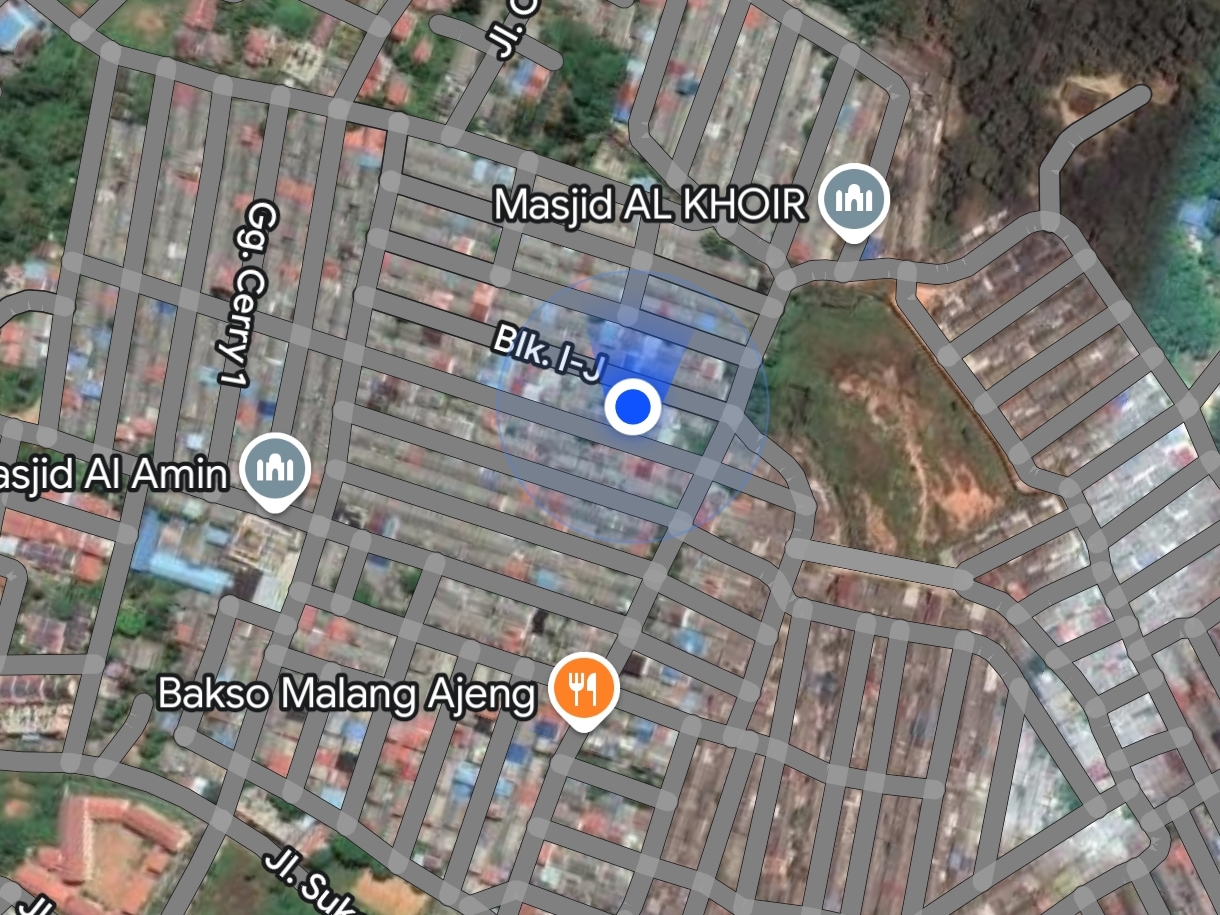 Jl. C
Masjid AL KHOIR
Gg. Cerry 1
Blk. I-J
asjid Al Amin
Bakso Malang Ajeng
Jl. Suk
Jl.